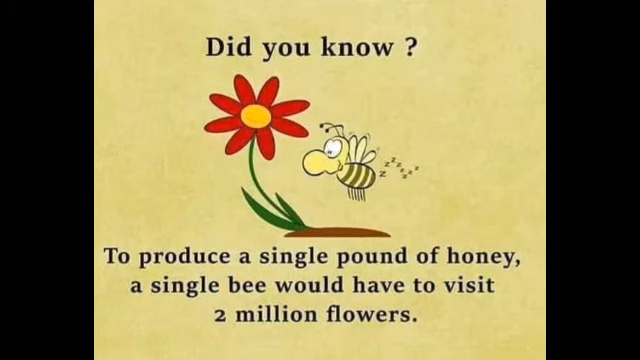 Did you know ?
z z z z z z z z
To produce a single pound of honey,
a single bee would have to visit
2 million flowers.